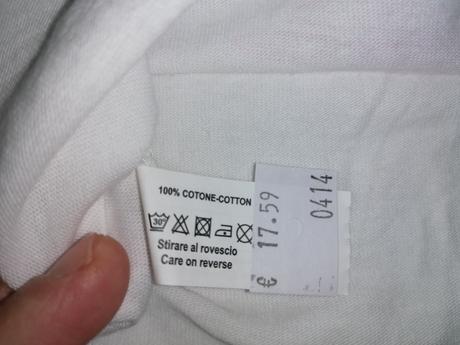 100% COTONE-COTTON
30°
Stirare al rovescio
Care on reverse
€ 17.59
0414